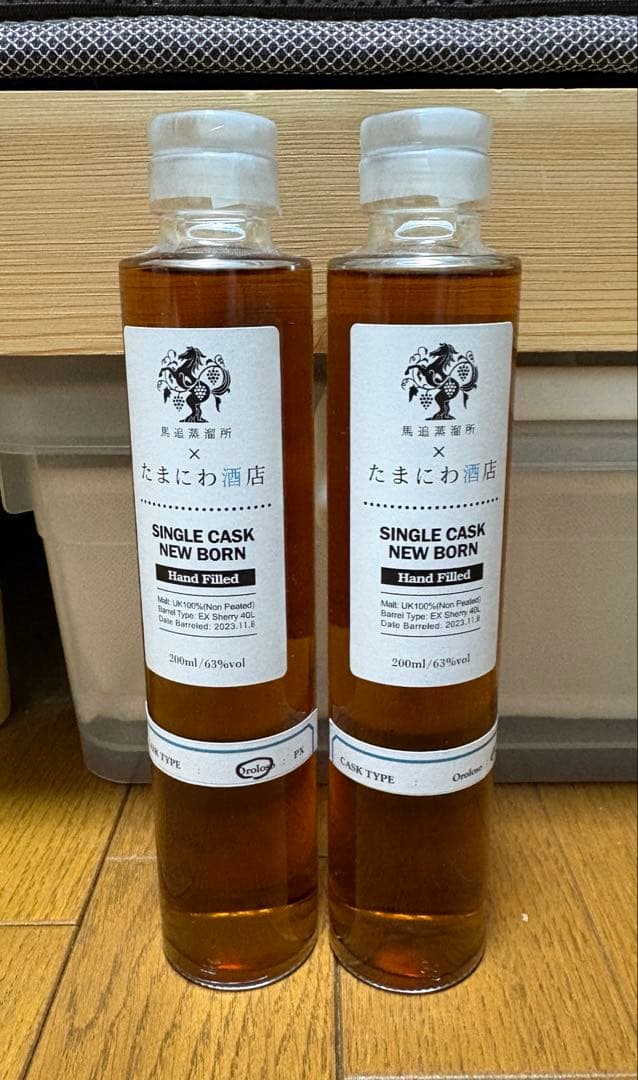 馬追蒸溜所
×
たまにわ酒店
SINGLE CASK
NEW BORN
Hand Filled
Malt: UK100%(Non Peated)
Barrel Type: EX Sherry 40L
Date Barreled: 2023.11.6
200ml/63%vol
TYPE Oroloso : PX
馬追蒸溜所
×
たまにわ酒店
SINGLE CASK
NEW BORN
Hand Filled
Malt: UK100%(Non Peated)
Barrel Type: EX Sherry 40L
Date Barreled: 2023.11.6
200ml/63%vol
CASK TYPE Oroloso